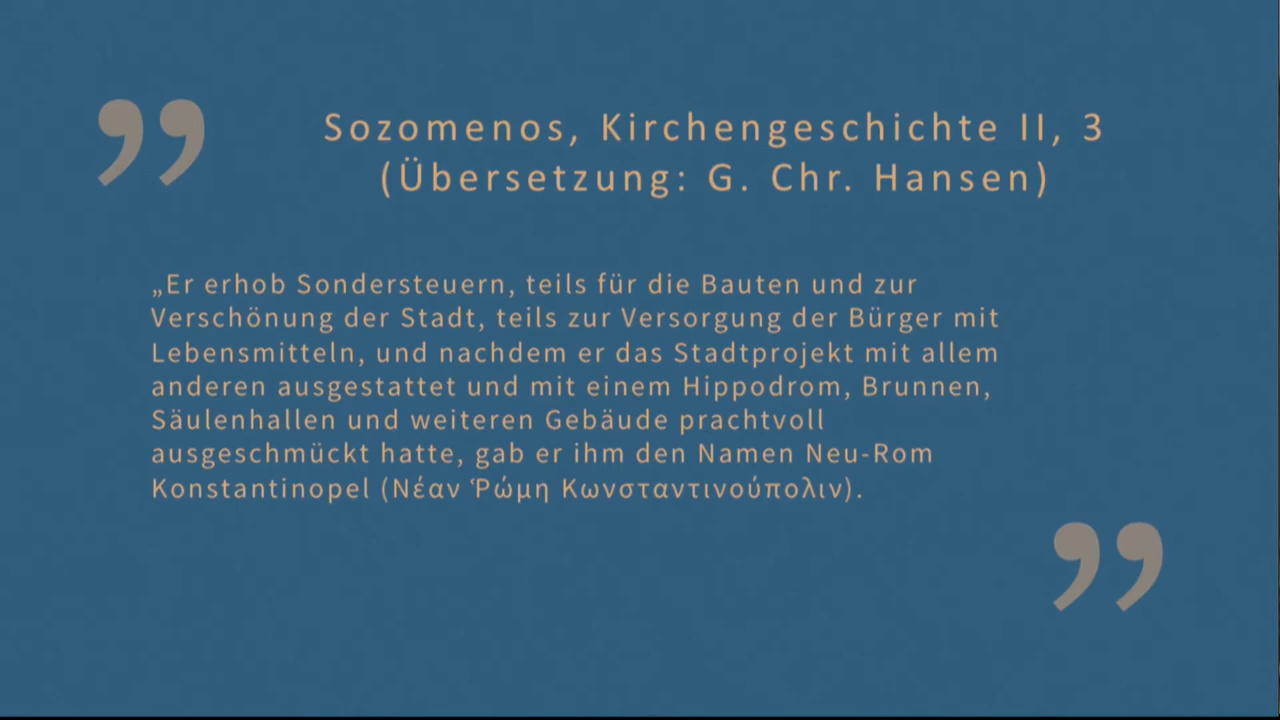 Sozomenos, Kirchengeschichte II, 3
(Übersetzung: G. Chr. Hansen)
„Er erhob Sondersteuern, teils für die Bauten und zur
Verschönung der Stadt, teils zur Versorgung der Bürger mit
Lebensmitteln, und nachdem er das Stadtprojekt mit allem
anderen ausgestattet und mit einem Hippodrom, Brunnen,
Säulenhallen und weiteren Gebäude prachtvoll
ausgeschmückt hatte, gab er ihm den Namen Neu-Rom
Konstantinopel (Νέαν Ῥώμη Κωνσταντινούπολιν).